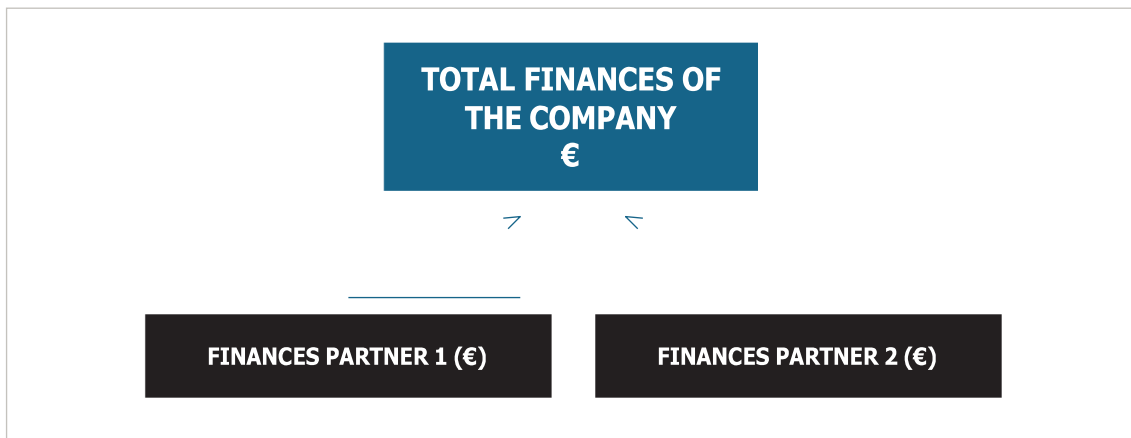 TOTAL FINANCES OF
THE COMPANY
€
FINANCES PARTNER 1 (€)
FINANCES PARTNER 2 (€)